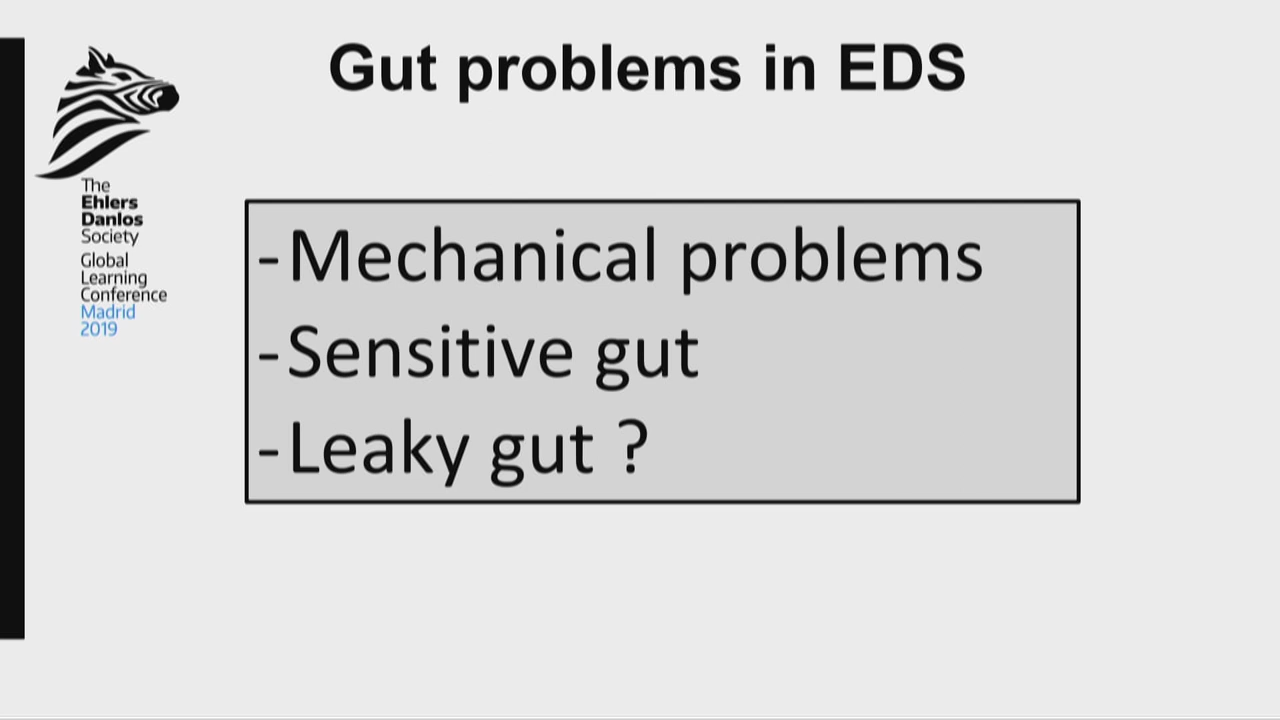 Gut problems in EDS
The
Ehlers
Danlos
Society
Global
Learning
Conference
Madrid
2019
-Mechanical problems
-Sensitive gut
-Leaky gut ?